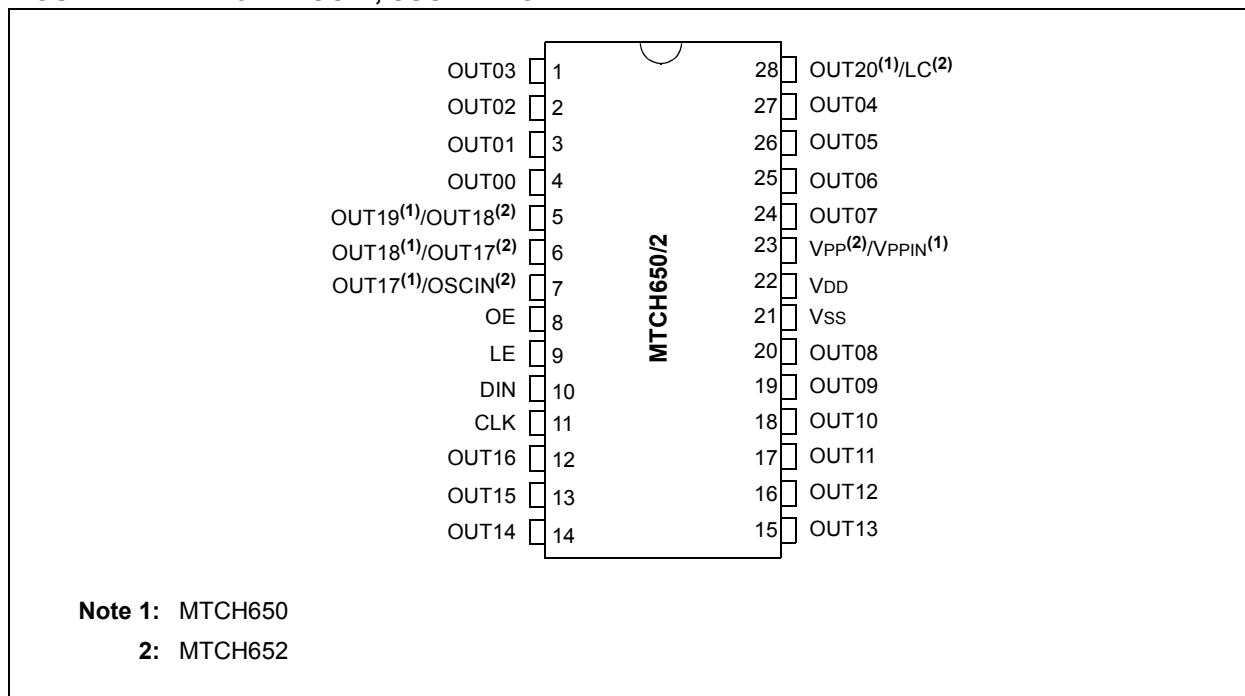 OUT03 1 28 OUT20(1)/LC(2)
OUT02 2 27 OUT04
OUT01 3 26 OUT05
OUT00 4 25 OUT06
OUT19(1)/OUT18(2) 5 24 OUT07
OUT18(1)/OUT17(2) 6 23 VPP(2)/VPPIN(1)
OUT17(1)/OSCIN(2) 7 22 VDD
OE 8 21 VSS
LE 9 20 OUT08
DIN 10 19 OUT09
CLK 11 18 OUT10
OUT16 12 17 OUT11
OUT15 13 16 OUT12
OUT14 14 15 OUT13
MTCH650/2
Note 1: MTCH650
2: MTCH652